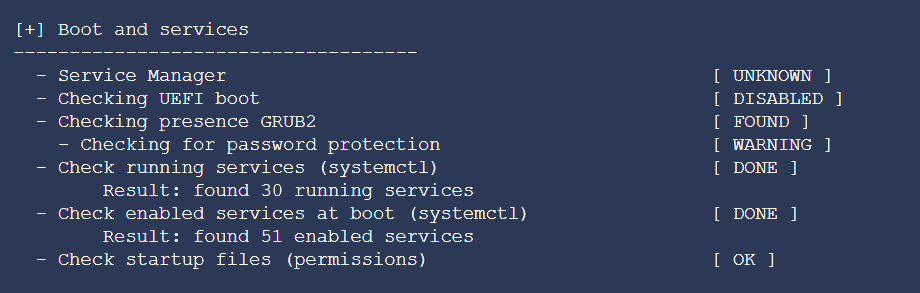 [+] Boot and services
------------------------------------
- Service Manager [ UNKNOWN ]
- Checking UEFI boot [ DISABLED ]
- Checking presence GRUB2 [ FOUND ]
- Checking for password protection [ WARNING ]
- Check running services (systemctl) [ DONE ]
Result: found 30 running services
- Check enabled services at boot (systemctl) [ DONE ]
Result: found 51 enabled services
- Check startup files (permissions) [ OK ]